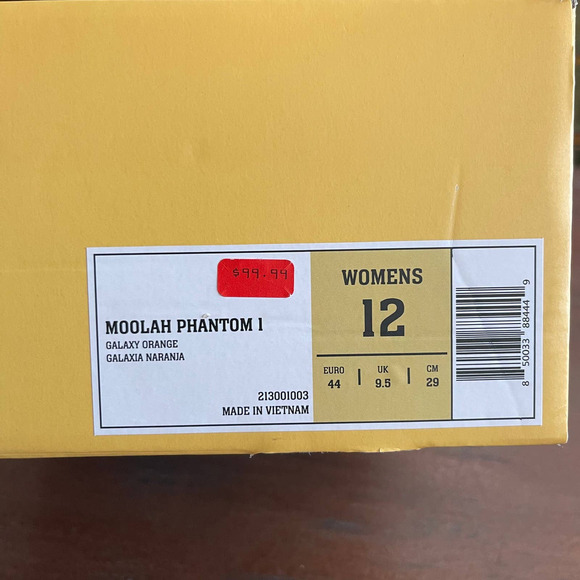 $99.99
MOOLAH PHANTOM 1
GALAXY ORANGE
GALAXIA NARANJA
213001003
MADE IN VIETNAM
WOMENS
12
EURO | UK | CM
44 9.5 29
8 50033 88444 9